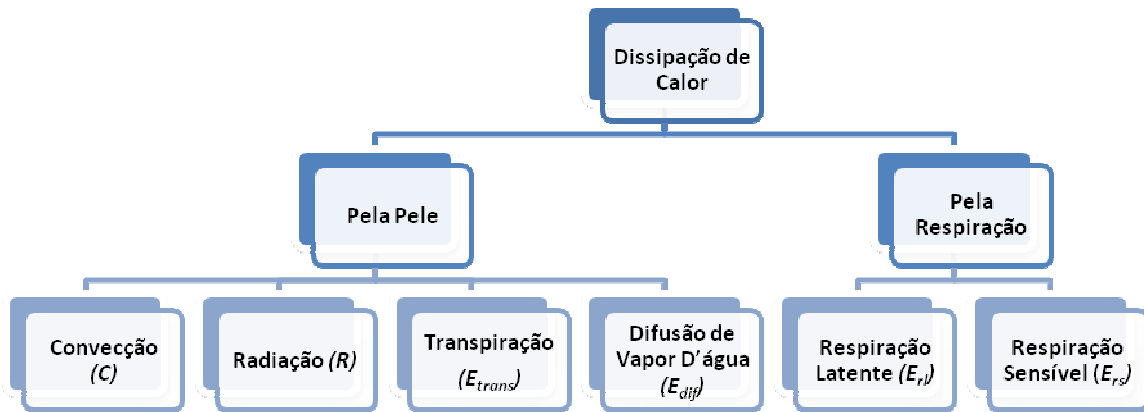 Dissipação de
Calor
Pela Pele
Pela
Respiração
Convecção
(C)
Radiação (R)
Transpiração
(E_trans)
Difusão de
Vapor D'água
(E_dif)
Respiração
Latente (E_rl)
Respiração
Sensível (E_rs)